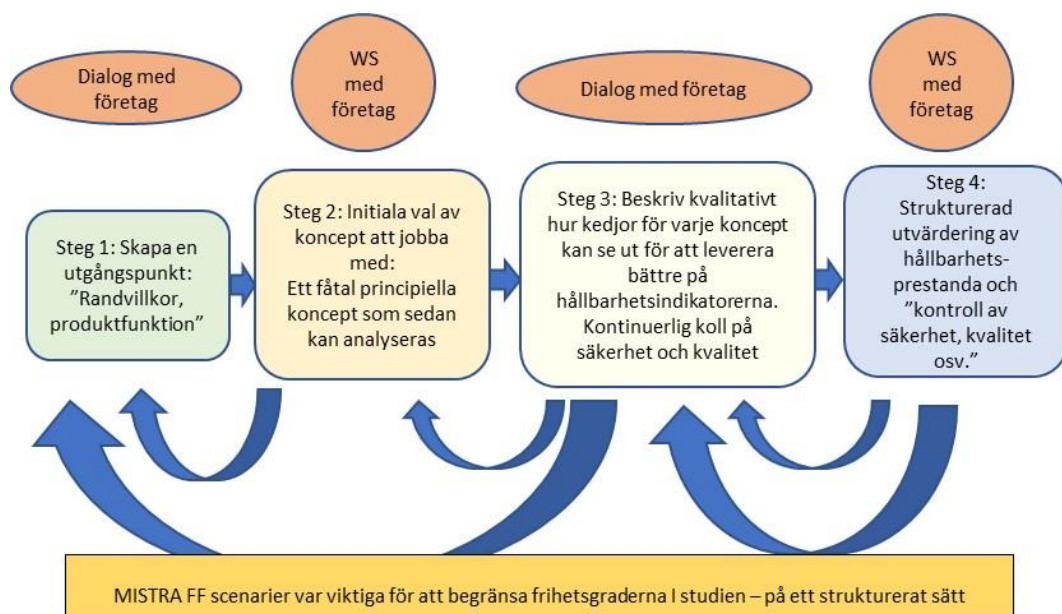 Dialog med
företag
WS
med
företag
Dialog med företag
WS
med
företag
Steg 1: Skapa en
utgångspunkt:
”Randvillkor,
produktfunktion”
Steg 2: Initiala val av
koncept att jobba
med:
Ett fåtal principiella
koncept som sedan
kan analyseras
Steg 3: Beskriv kvalitativt
hur kedjor för varje koncept
kan se ut för att leverera
bättre på
hållbarhetsindikatorerna.
Kontinuerlig koll på
säkerhet och kvalitet
Steg 4:
Strukturerad
utvärdering av
hållbarhets-
prestanda och
”kontroll av
säkerhet, kvalitet
osv.”
MISTRA FF scenarier var viktiga för att begränsa frihetsgraderna I studien – på ett strukturerat sätt